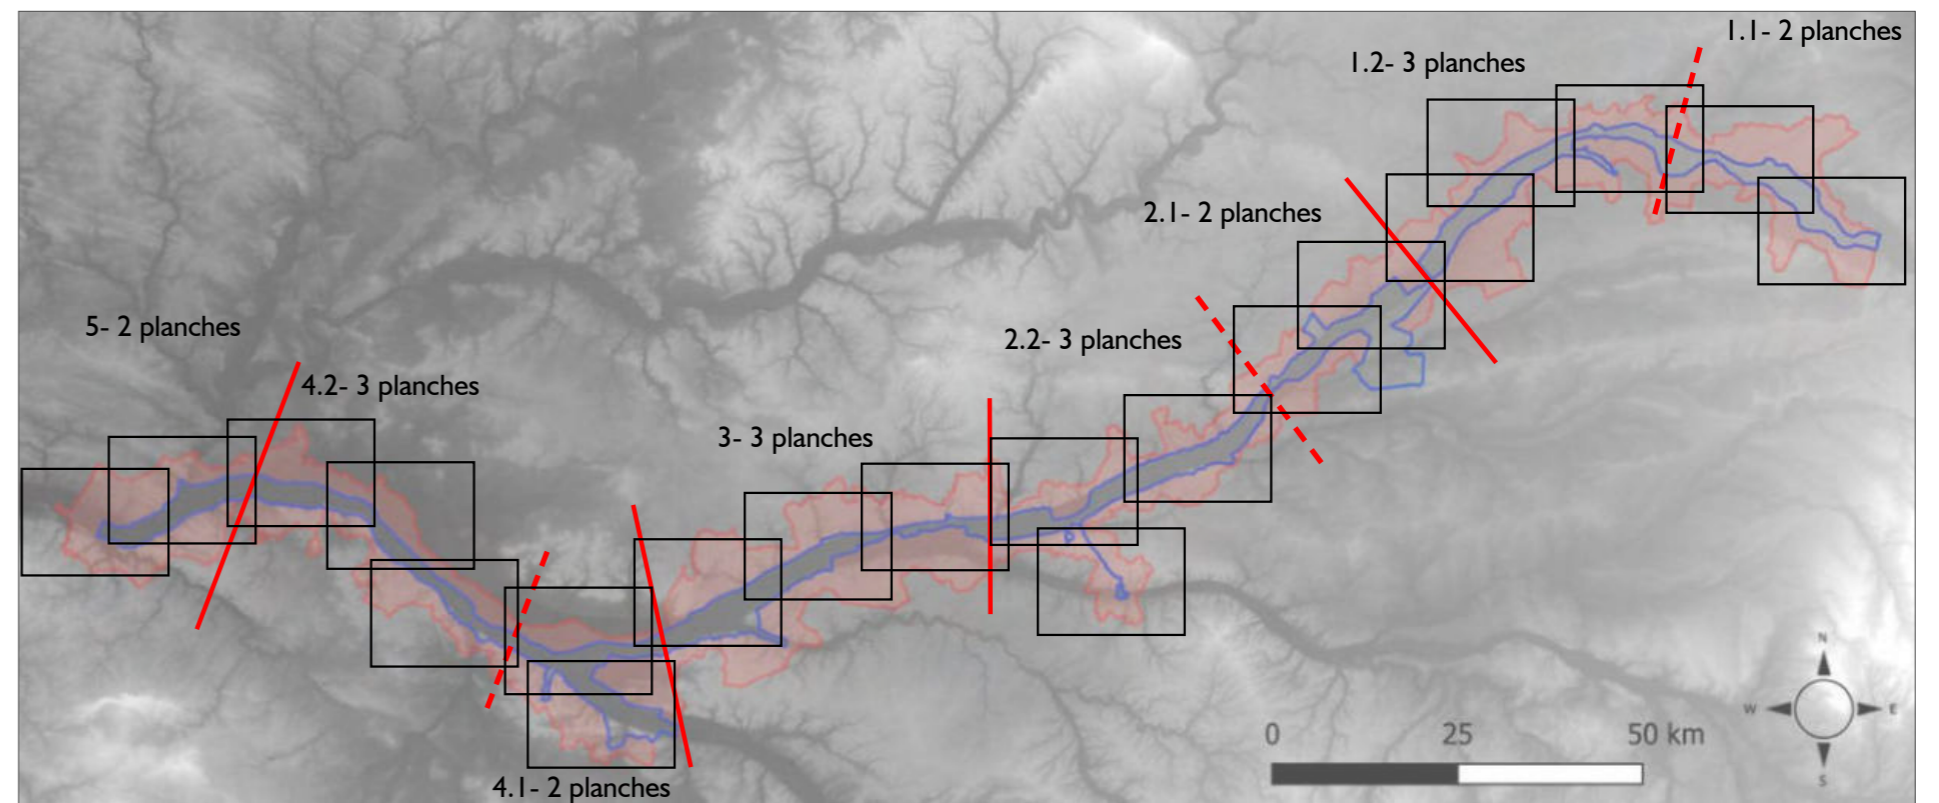 1.1- 2 planches
1.2- 3 planches
2.1- 2 planches
2.2- 3 planches
5- 2 planches
4.2- 3 planches
3- 3 planches
4.1- 2 planches
0 25 50 km
N
W E
S